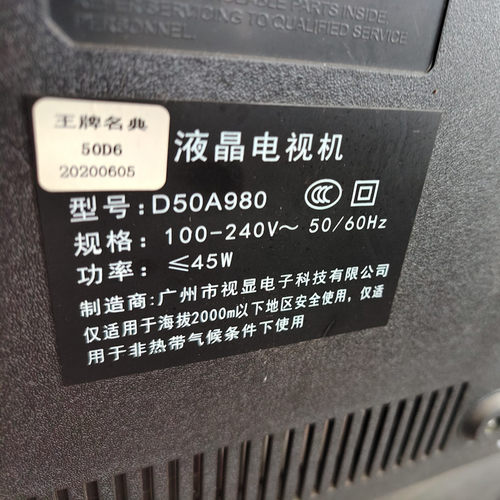 PARTS INSIDE.
REFER SERVICING TO QUALIFIED SERVICE
PERSONNEL.
王牌名典
50D6
20200605
液晶电视机
型号:D50A980
规格: 100-240V～ 50/60Hz
功率: ≤45W
制造商:广州市视显电子科技有限公司
仅适用于海拔2000m以下地区安全使用,仅适
用于非热带气候条件下使用